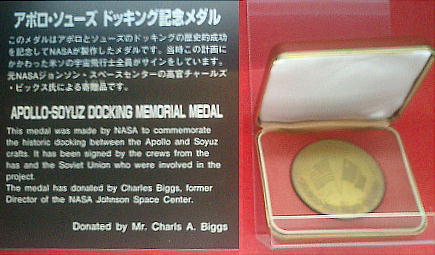 アポロ・ソユーズ ドッキング記念メダル
このメダルはアポロとソユーズのドッキングの歴史的成功
を記念してNASAが製作したメダルです。当時この計画に
かかわった米ソの宇宙飛行士全員がサインをしています。
元NASAジョンソン・スペースセンターの高官チャールズ
・ビックス氏による寄贈品です。
APOLLO-SOYUZ DOCKING MEMORIAL MEDAL
This medal was made by NASA to commemorate
the historic docking between the Apollo and Soyuz
crafts. It has been signed by the crews from the
has and the Soviet Union who were involved in the
project.
The medal has donated by Charles Biggs, former
Director of the NASA Johnson Space Center.
Donated by Mr. Charls A. Biggs